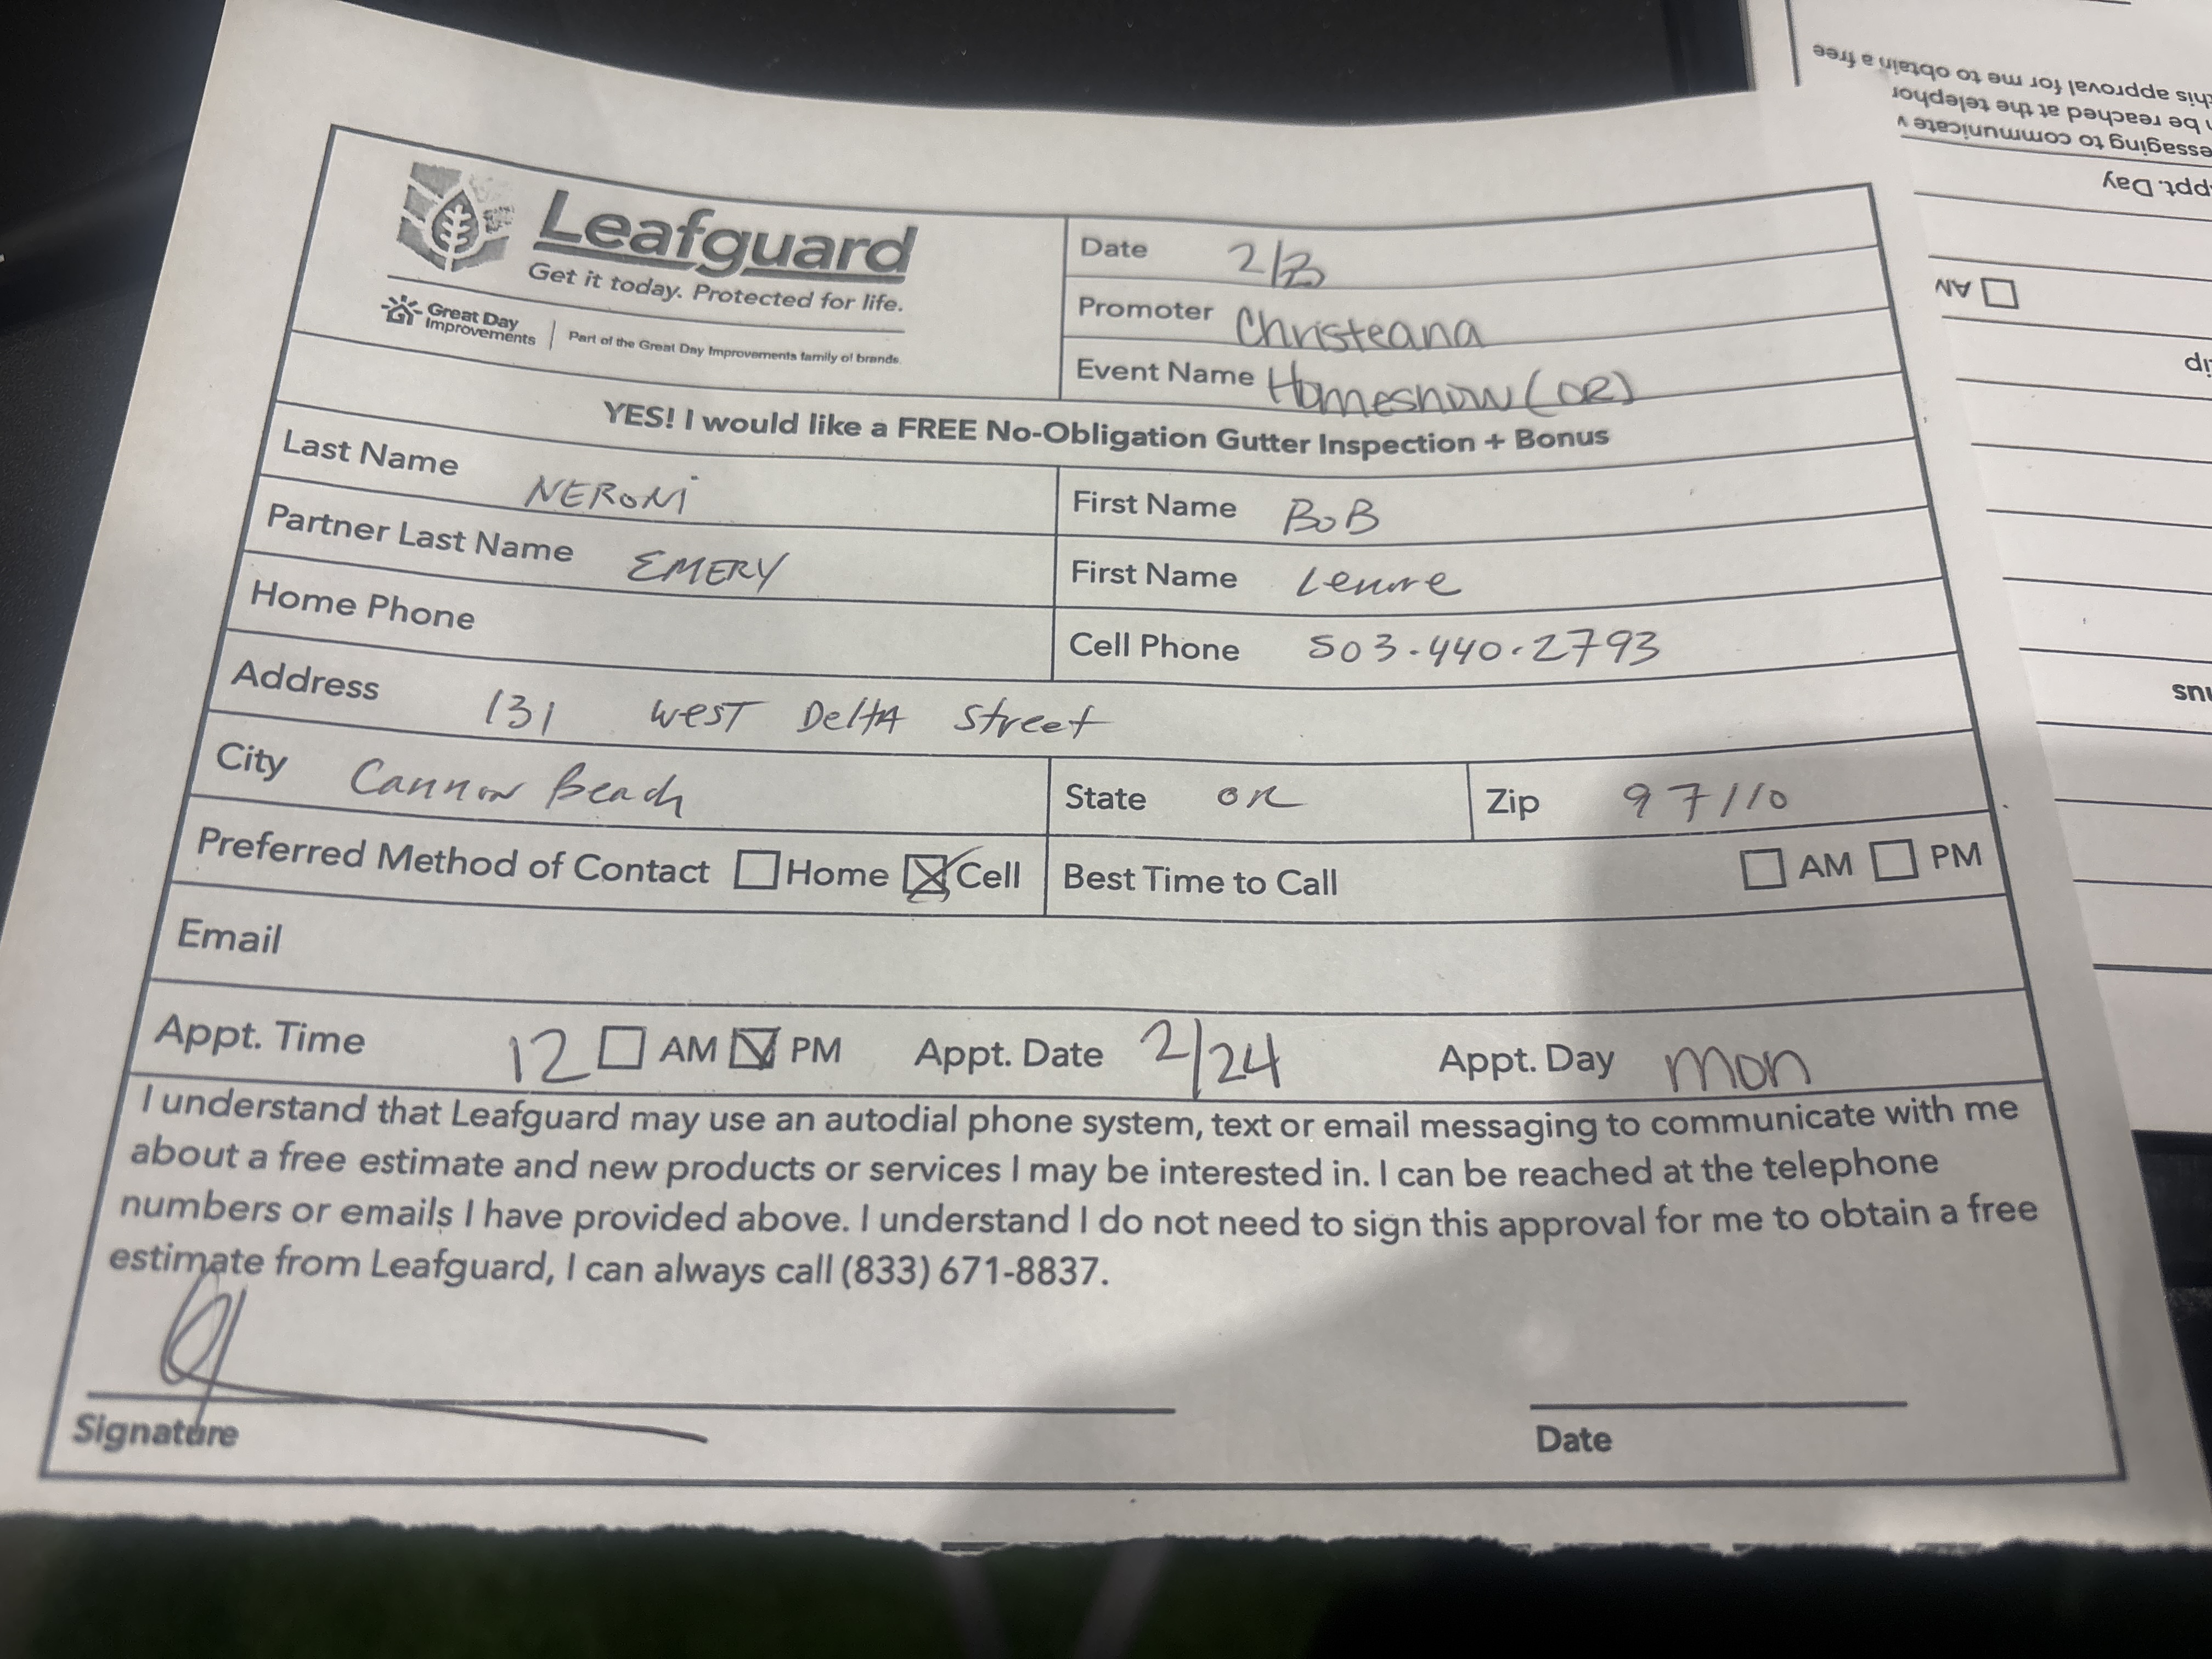 Leafguard
Get it today. Protected for life.
Great Day Improvements | Part of the Great Day Improvements family of brands.
Date 2/23
Promoter Christeana
Event Name Homeshow (OR)
YES! I would like a FREE No-Obligation Gutter Inspection + Bonus
Last Name NERONI First Name BOB
Partner Last Name EMERY First Name
Home Phone Cell Phone 503.440.2793
Address 131 West Delta Street
City Cannon Beach State OR Zip 97110
Preferred Method of Contact Home Cell Best Time to Call AM PM
Email
Appt. Time 12 AM PM Appt. Date 2/24 Appt. Day Mon
I understand that Leafguard may use an autodial phone system, text or email messaging to communicate with me
about a free estimate and new products or services I may be interested in. I can be reached at the telephone
numbers or emails I have provided above. I understand I do not need to sign this approval for me to obtain a free
estimate from Leafguard, I can always call (833) 671-8837.
Signature Date
AN
ppt. Day
essaging to communicate v
be reached at the telephor
this approval for me to obtain a free
snu